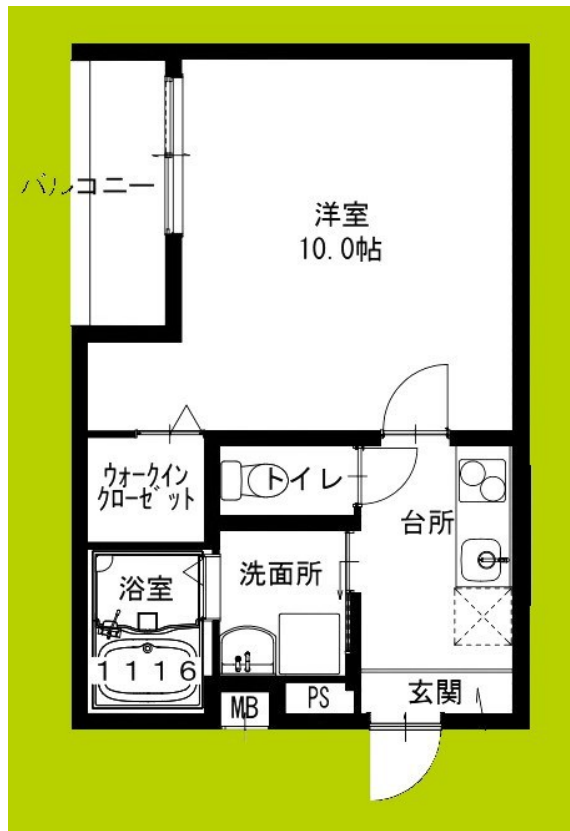 バルコニー
洋室
10.0帖
ウォークイン
クローゼット
トイレ
台所
洗面所
浴室
1116
MB
PS
玄関